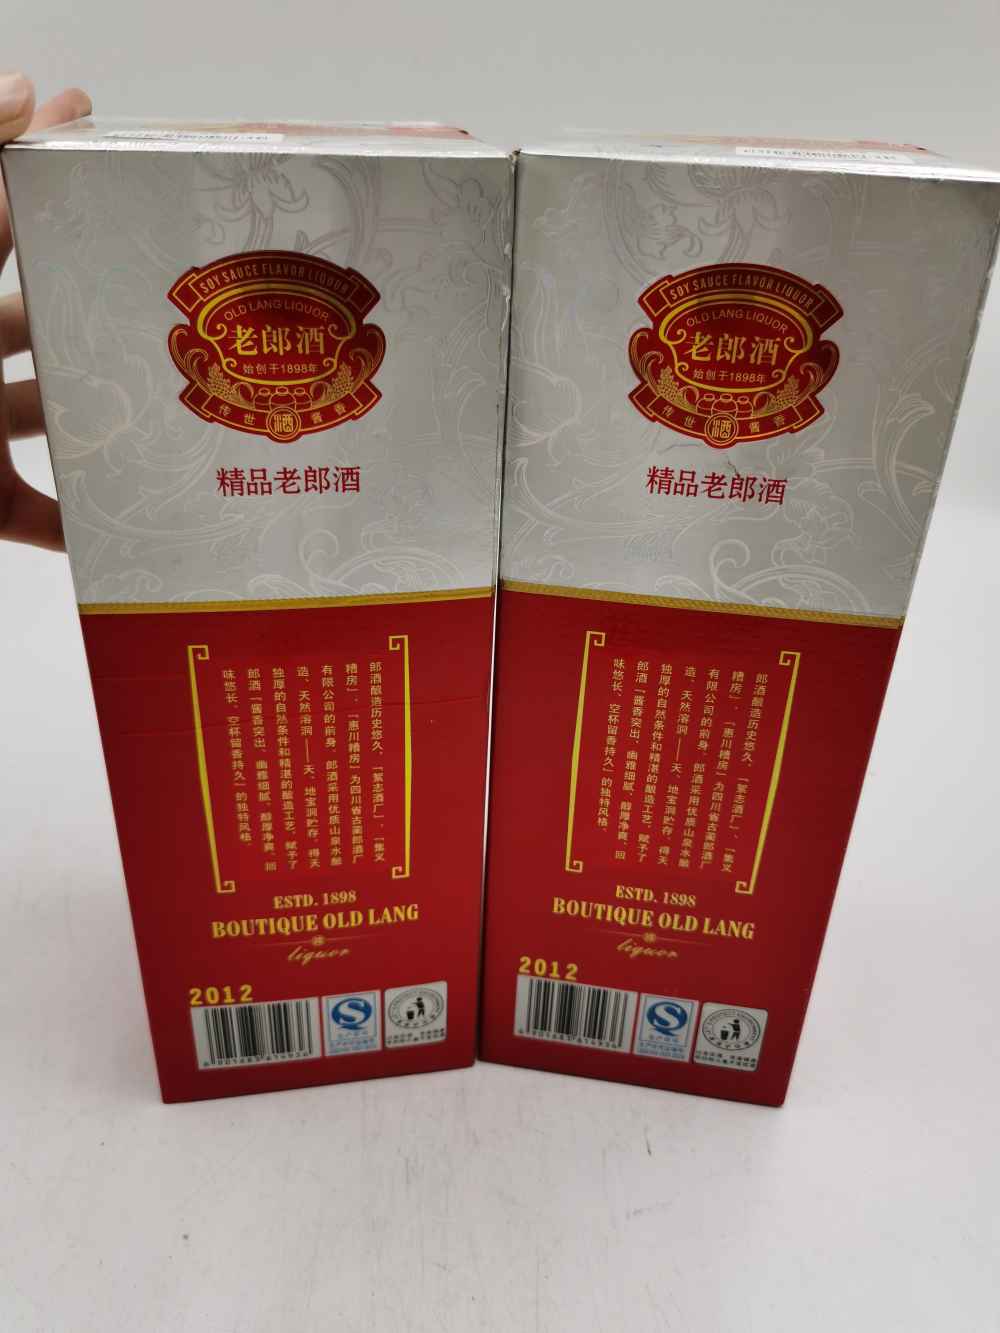 SOY SAUCE FLAVOR LIQUOR
OLD LANG LIQUOR
老郎酒
始创于1898年
传世 酒 酱香
精品老郎酒
郎酒酿造历史悠久，「絮志酒厂」、「集义
糟房」、「惠川糟房」为四川省古蔺郎酒厂
有限公司的前身。郎酒采用优质山泉水酿
造、天然溶洞——天、地宝洞贮存，得天
独厚的自然条件和精湛的酿造工艺，赋予了
郎酒「酱香突出、幽雅细腻、醇厚净爽、回
味悠长、空杯留香持久」的独特风格。
ESTD. 1898
BOUTIQUE OLD LANG
liquor
2012
SOY SAUCE FLAVOR LIQUOR
OLD LANG LIQUOR
老郎酒
始创于1898年
传世 酒 酱香
精品老郎酒
郎酒酿造历史悠久，「絮志酒厂」、「集义
糟房」、「惠川糟房」为四川省古蔺郎酒厂
有限公司的前身。郎酒采用优质山泉水酿
造、天然溶洞——天、地宝洞贮存，得天
独厚的自然条件和精湛的酿造工艺，赋予了
郎酒「酱香突出、幽雅细腻、醇厚净爽、回
味悠长、空杯留香持久」的独特风格。
ESTD. 1898
BOUTIQUE OLD LANG
liquor
2012